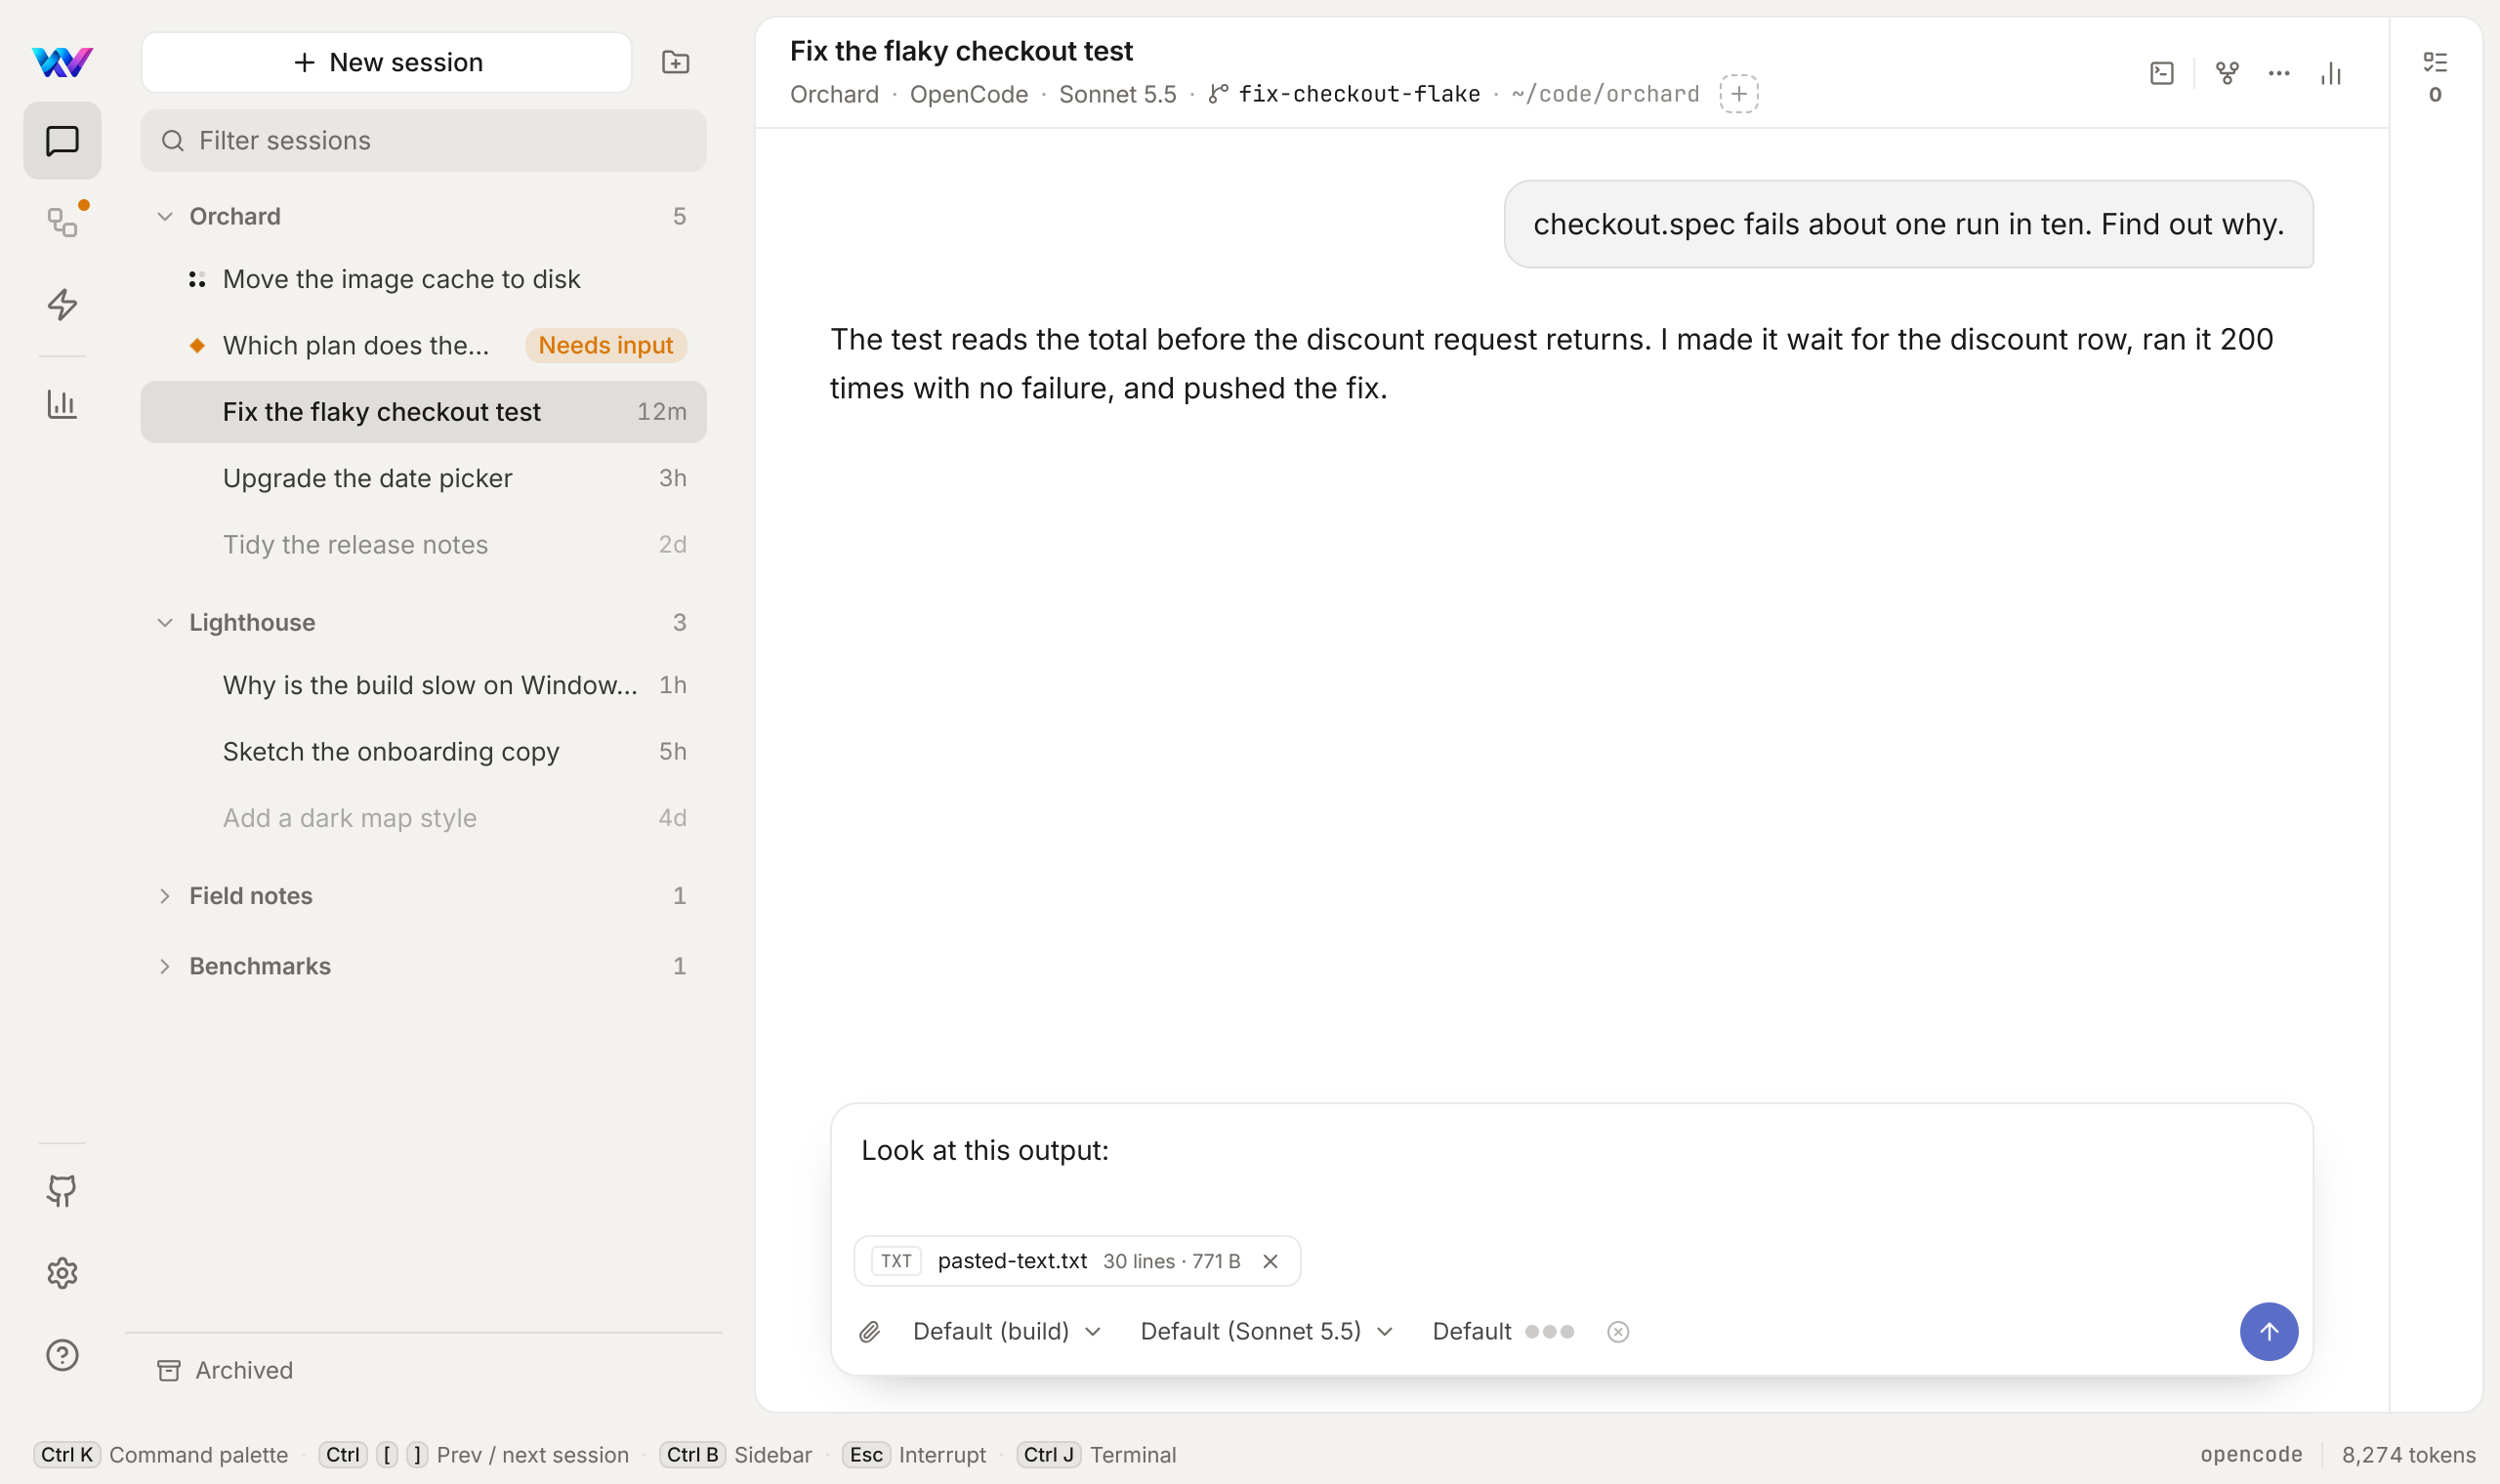 New session
Filter sessions
Orchard 5
Move the image cache to disk
Which plan does the... Needs input
Fix the flaky checkout test 12m
Upgrade the date picker 3h
Tidy the release notes 2d
Lighthouse 3
Why is the build slow on Window... 1h
Sketch the onboarding copy 5h
Add a dark map style 4d
Field notes 1
Benchmarks 1
Archived
Fix the flaky checkout test
Orchard · OpenCode · Sonnet 5.5 · fix-checkout-flake · ~/code/orchard
0
checkout.spec fails about one run in ten. Find out why.
The test reads the total before the discount request returns. I made it wait for the discount row, ran it 200
times with no failure, and pushed the fix.
Look at this output:
TXT pasted-text.txt 30 lines · 771 B
Default (build) Default (Sonnet 5.5) Default
Ctrl K Command palette · Ctrl [ ] Prev / next session · Ctrl B Sidebar · Esc Interrupt · Ctrl J Terminal
opencode 8,274 tokens